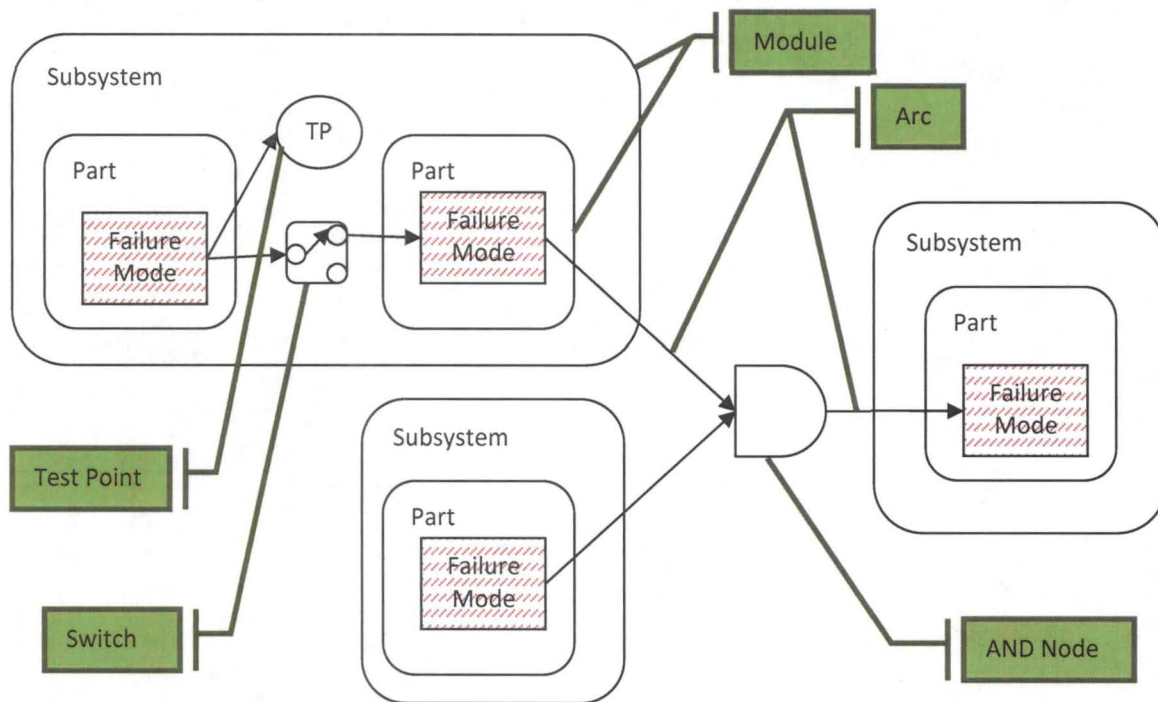 Module
Subsystem
Arc
TP
Part
Part
Failure
Mode
Failure
Mode
Subsystem
Part
Failure
Mode
Subsystem
Test Point
Part
Failure
Mode
Switch
AND Node